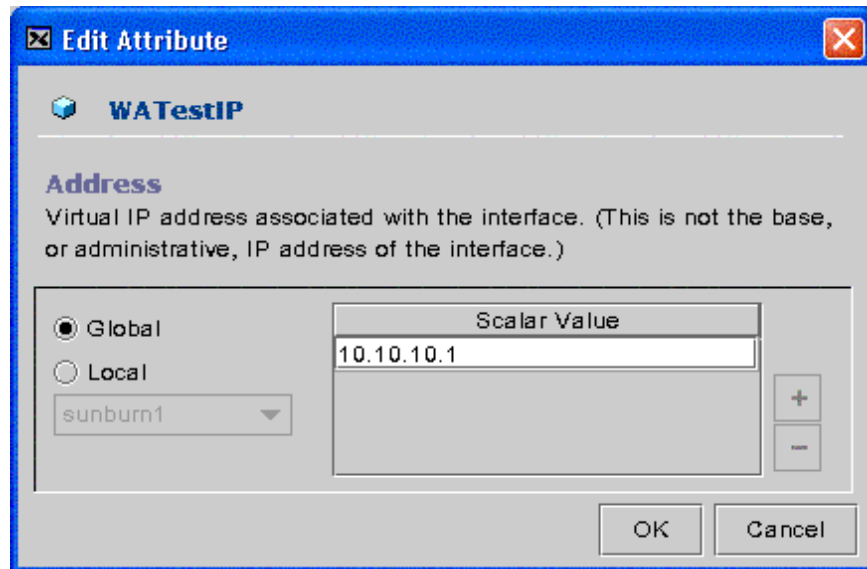 Edit Attribute
WATestIP
Address
Virtual IP address associated with the interface. (This is not the base,
or administrative, IP address of the interface.)
Global
Local
sunburn1
Scalar Value
10.10.10.1
+
-
OK
Cancel